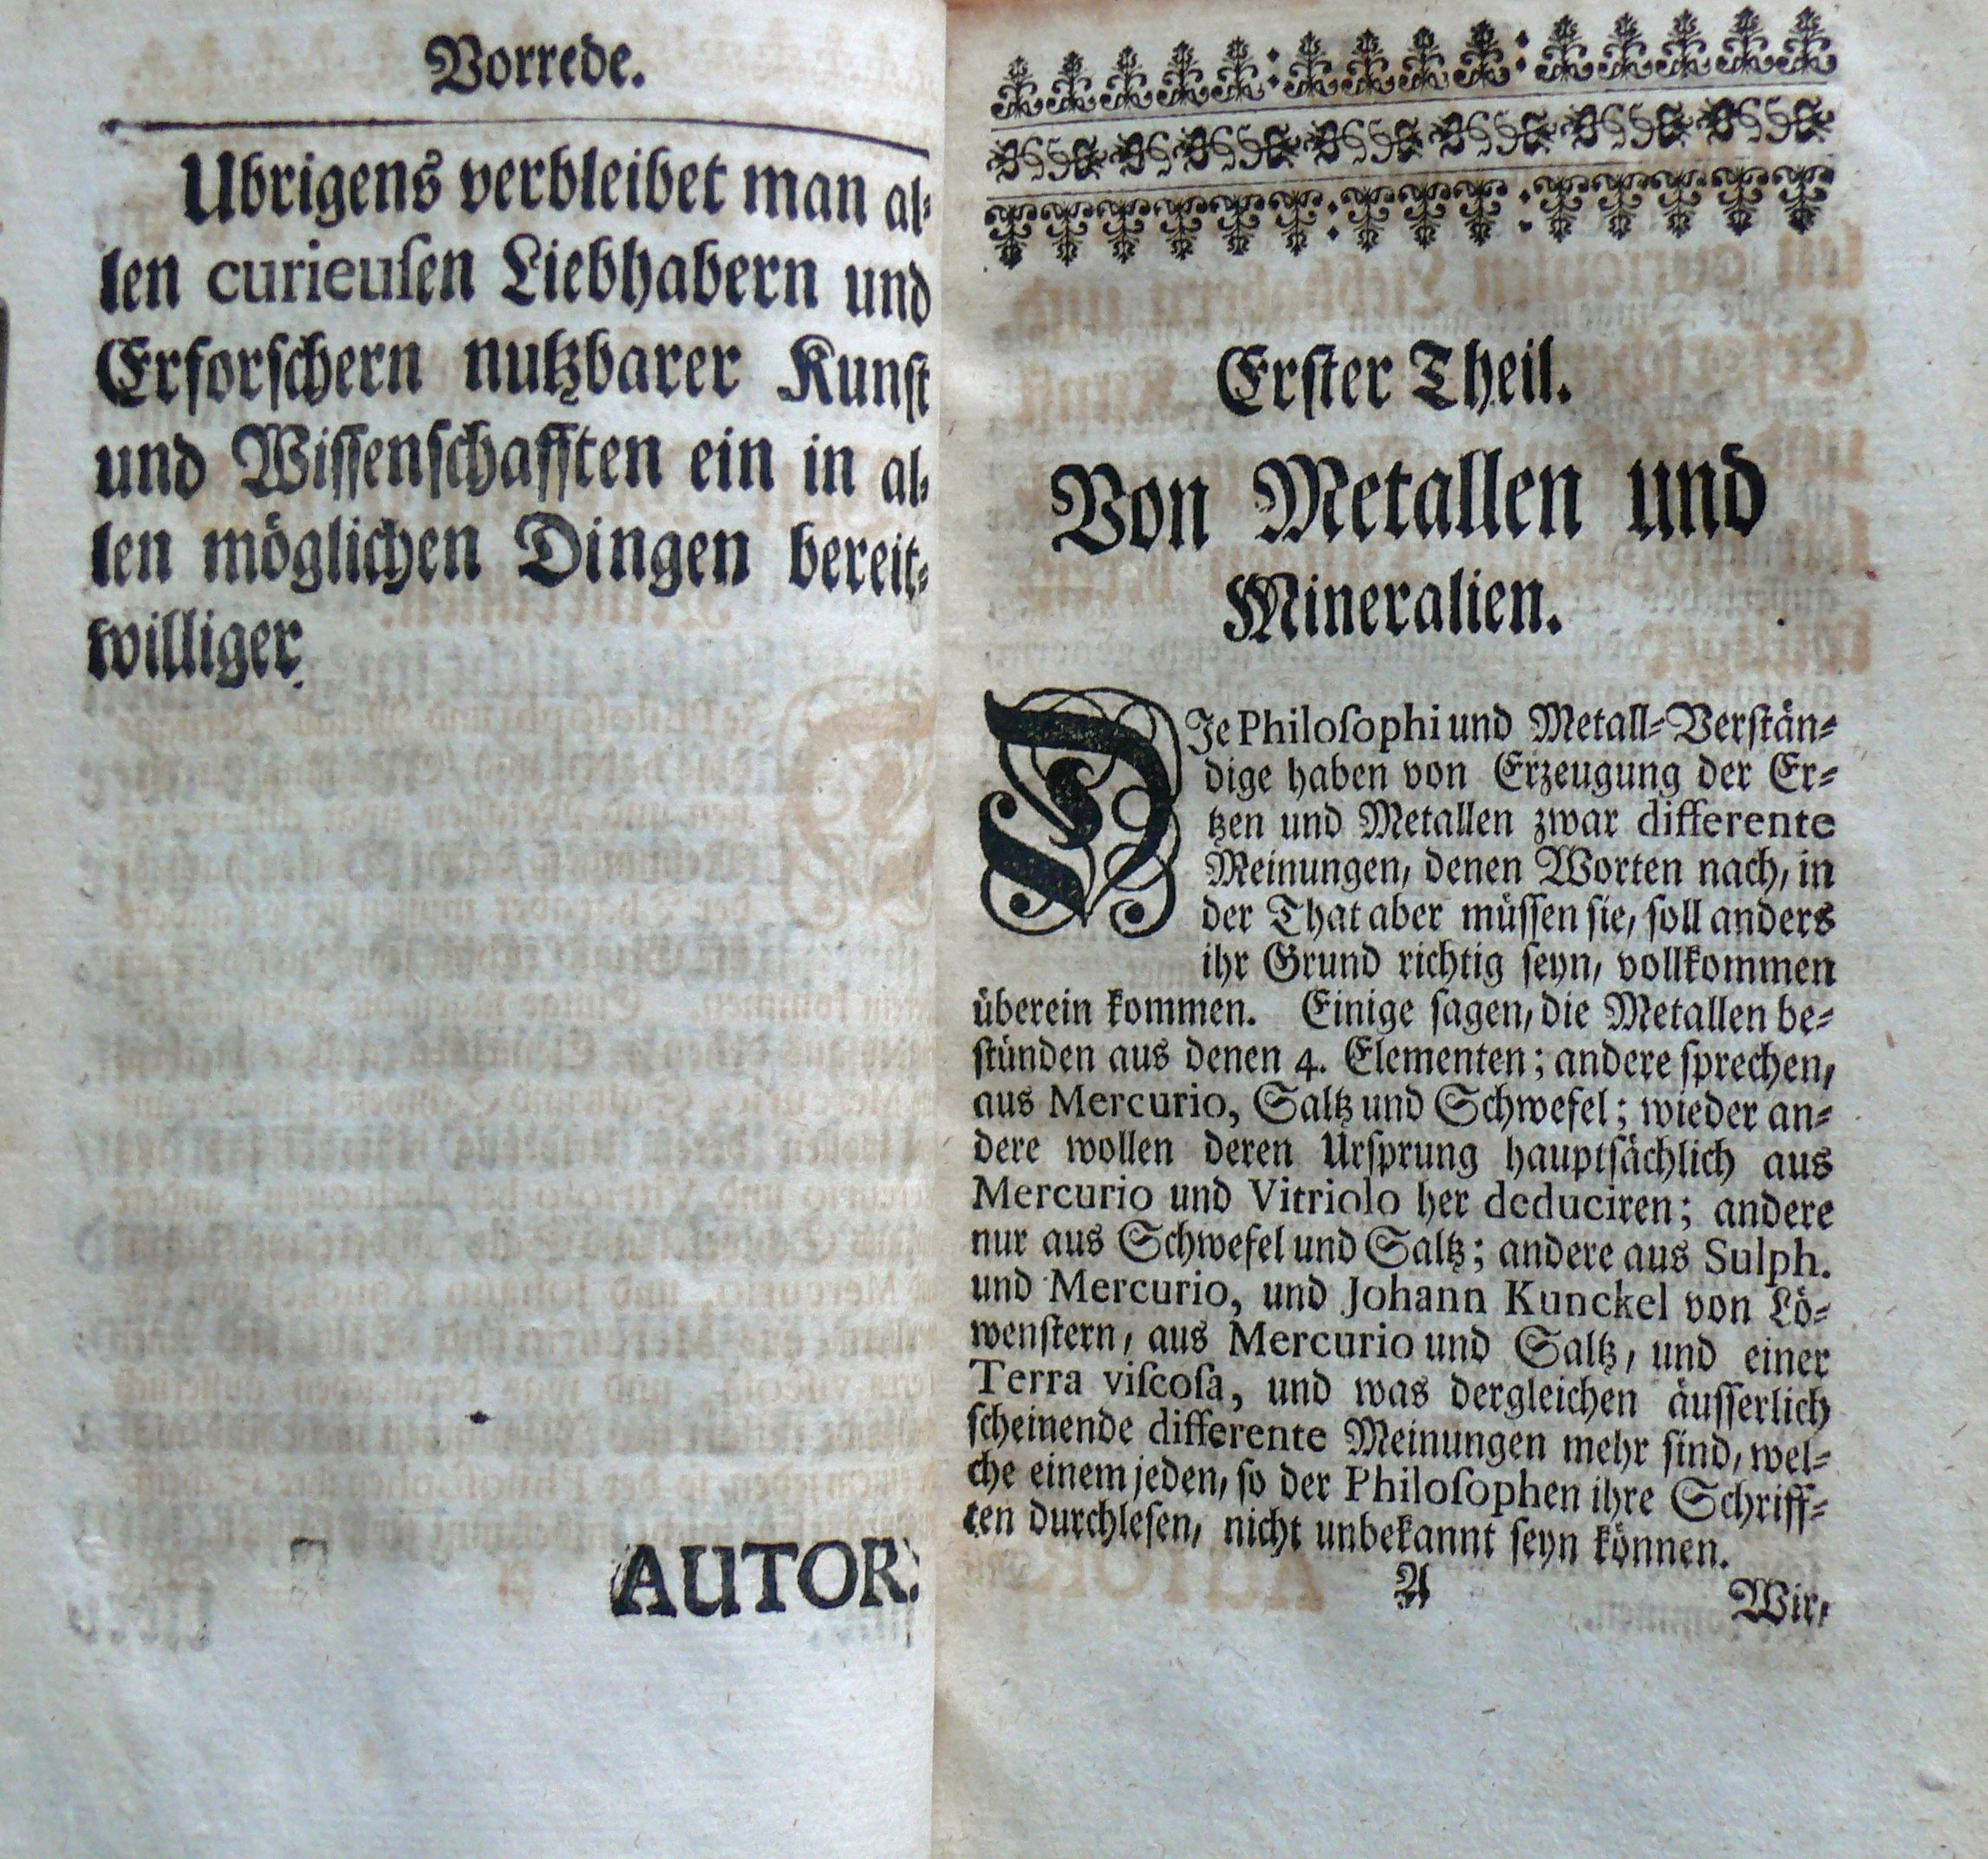 Vorrede.
Ubrigens verbleibet man al⸗
len curieuſen Liebhabern und
Erforſchern nutzbarer Kunſt
und Wiſſenſchafften ein in al⸗
len möglichen Dingen bereit⸗
williger
AUTOR.
Erſter Theil.
Von Metallen und
Mineralien.
DJe Philoſophi und Metall⸗Verſtän⸗
dige haben von Erzeugung der Er⸗
tzen und Metallen zwar differente
Meinungen, denen Worten nach, in
der That aber müſſen ſie, ſoll anders
ihr Grund richtig ſeyn, vollkommen
überein kommen. Einige ſagen, die Metallen be⸗
ſtünden aus denen 4. Elementen; andere ſprechen,
aus Mercurio, Saltz und Schwefel; wieder an⸗
dere wollen deren Urſprung hauptſächlich aus
Mercurio und Vitriolo her deduciren; andere
nur aus Schwefel und Saltz; andere aus Sulph.
und Mercurio, und Johann Kunckel von Lö⸗
wenſtern, aus Mercurio und Saltz, und einer
Terra viſcoſa, und was dergleichen äuſſerlich
ſcheinende differente Meinungen mehr ſind, wel⸗
che einem jeden, ſo der Philoſophen ihre Schriff⸗
ten durchleſen, nicht unbekannt ſeyn können.
A
Wir,